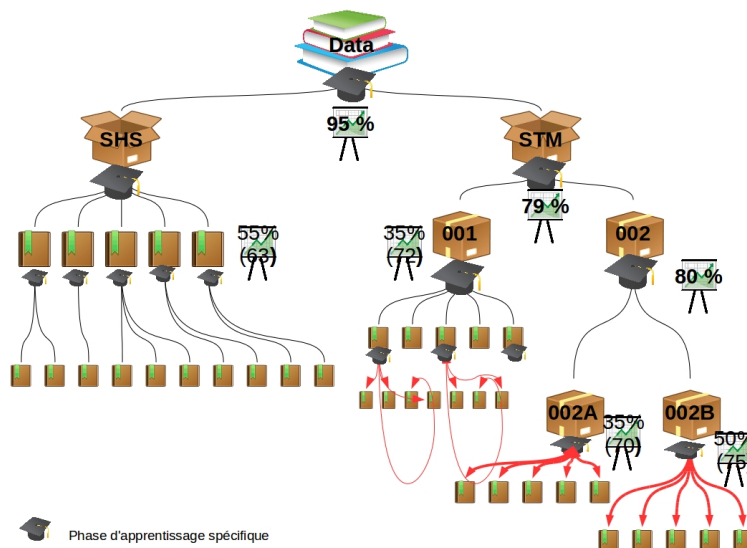 Data
95 %
SHS
STM
79 %
55%
(63)
35%
(72)
001
002
80 %
002A
35%
(70)
002B
50%
(75)
Phase d'apprentissage spécifique